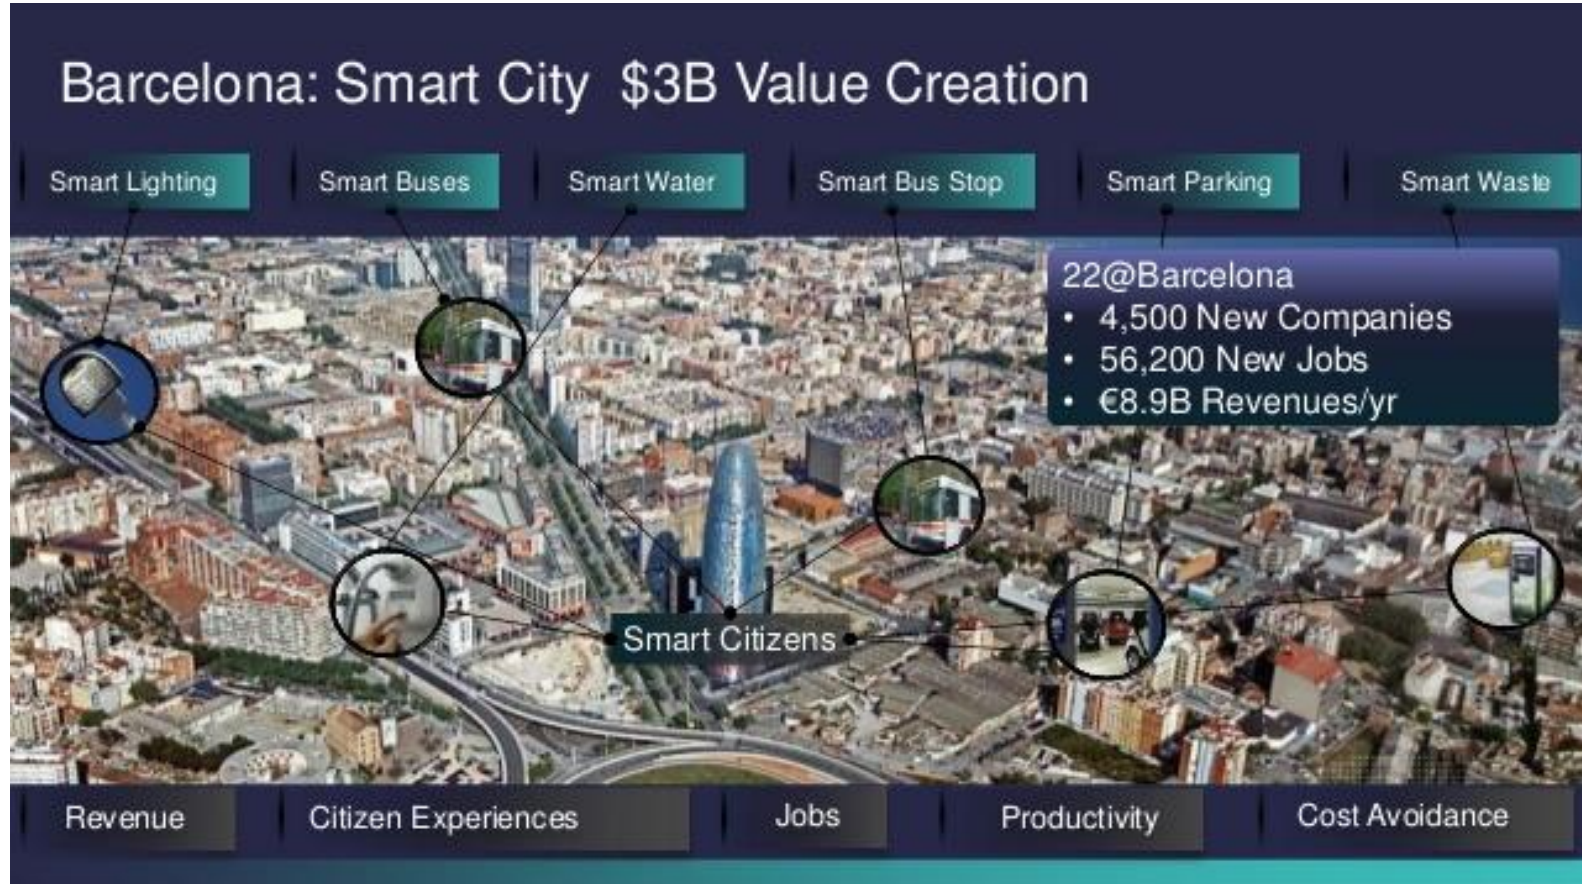 Barcelona: Smart City $3B Value Creation
Smart Lighting
Smart Buses
Smart Water
Smart Bus Stop
Smart Parking
Smart Waste
22@Barcelona
• 4,500 New Companies
• 56,200 New Jobs
• €8.9B Revenues/yr
Smart Citizens
Revenue
Citizen Experiences
Jobs
Productivity
Cost Avoidance